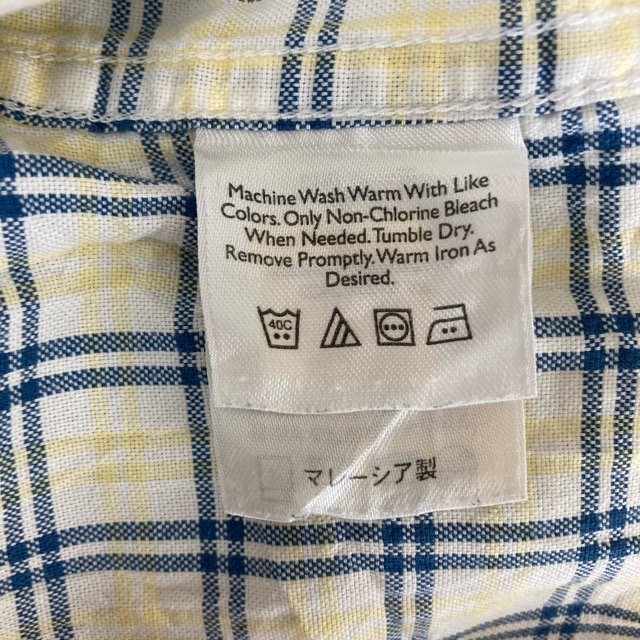 Machine Wash Warm With Like
Colors. Only Non-Chlorine Bleach
When Needed. Tumble Dry.
Remove Promptly. Warm Iron As
Desired.
40C
マレーシア製